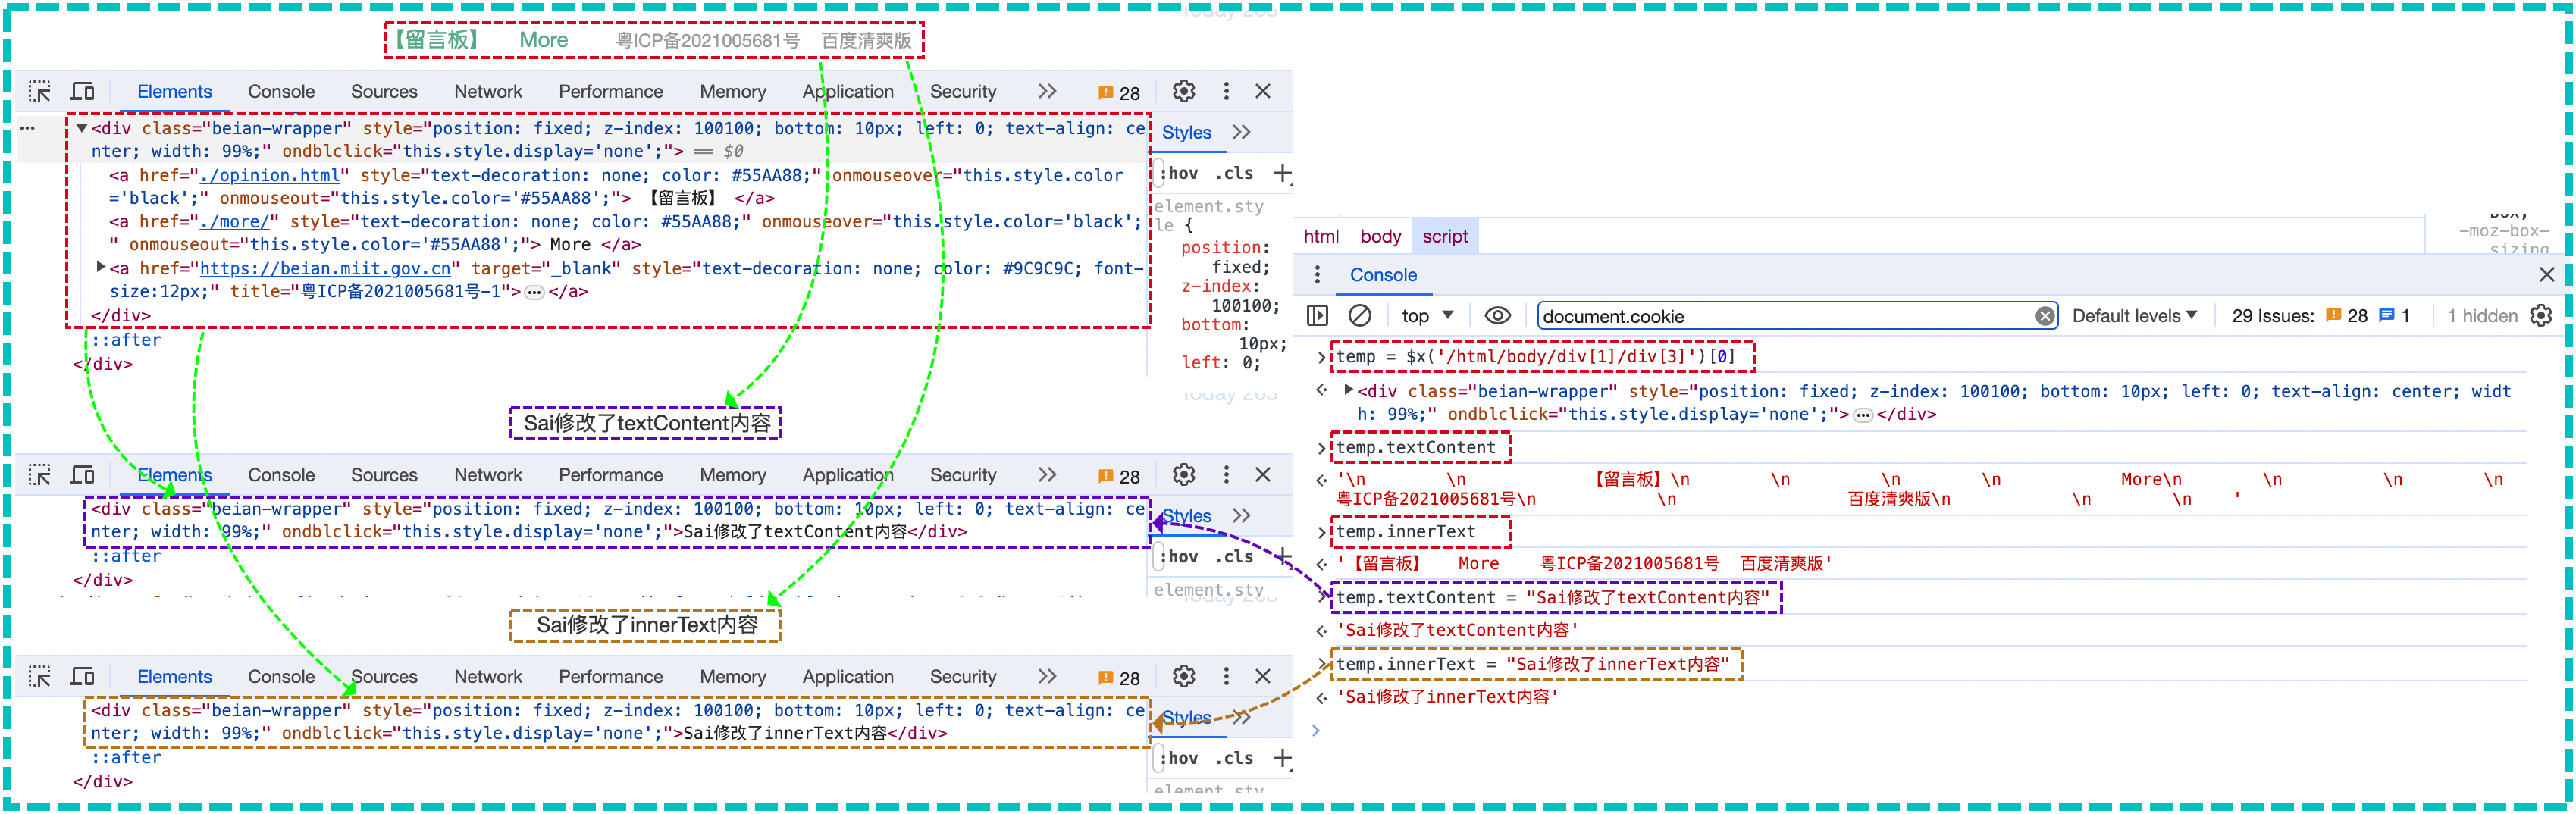 【留言板】 More 粤ICP备2021005681号 百度清爽版
Elements Console Sources Network Performance Memory Application Security 28
<div class="beian-wrapper" style="position: fixed; z-index: 100100; bottom: 10px; left: 0; text-align: ce
nter; width: 99%;" ondblclick="this.style.display='none';"> == $0
<a href="./opinion.html" style="text-decoration: none; color: #55AA88;" onmouseover="this.style.color
='black';" onmouseout="this.style.color='#55AA88';"> 【留言板】 </a>
<a href="./more/" style="text-decoration: none; color: #55AA88;" onmouseover="this.style.color='black';
" onmouseout="this.style.color='#55AA88';"> More </a>
<a href="https://beian.miit.gov.cn" target="_blank" style="text-decoration: none; color: #9C9C9C; font-
size:12px;" title="粤ICP备2021005681号-1">…</a>
</div>
::after
</div>
Styles
:hov .cls +
element.sty
le {
position:
fixed;
z-index:
100100;
bottom:
10px;
left: 0;
Sai修改了textContent内容
Elements Console Sources Network Performance Memory Application Security 28
<div class="beian-wrapper" style="position: fixed; z-index: 100100; bottom: 10px; left: 0; text-align: ce
nter; width: 99%;" ondblclick="this.style.display='none';">Sai修改了textContent内容</div>
::after
</div>
Styles
:hov .cls +
element.sty
Sai修改了innerText内容
Elements Console Sources Network Performance Memory Application Security 28
<div class="beian-wrapper" style="position: fixed; z-index: 100100; bottom: 10px; left: 0; text-align: ce
nter; width: 99%;" ondblclick="this.style.display='none';">Sai修改了innerText内容</div>
::after
</div>
Styles
:hov .cls +
element.sty
html body script
-moz-box-
sizing
Console
top document.cookie Default levels 29 Issues: 28 1 1 hidden
temp = $x('/html/body/div[1]/div[3]')[0]
<div class="beian-wrapper" style="position: fixed; z-index: 100100; bottom: 10px; left: 0; text-align: center; widt
h: 99%;" ondblclick="this.style.display='none';">…</div>
temp.textContent
'\n \n 【留言板】\n \n \n \n More\n \n \n \n
粤ICP备2021005681号\n \n 百度清爽版\n \n \n '
temp.innerText
'【留言板】 More 粤ICP备2021005681号 百度清爽版'
temp.textContent = "Sai修改了textContent内容"
'Sai修改了textContent内容'
temp.innerText = "Sai修改了innerText内容"
'Sai修改了innerText内容'